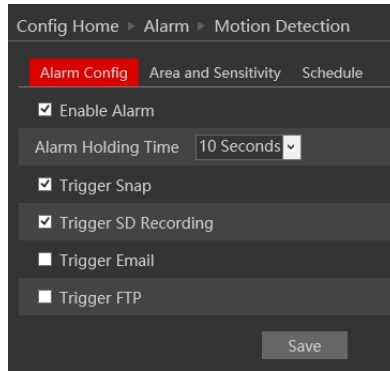 Config Home ▸ Alarm ▸ Motion Detection
Alarm Config Area and Sensitivity Schedule
Enable Alarm
Alarm Holding Time 10 Seconds
Trigger Snap
Trigger SD Recording
Trigger Email
Trigger FTP
Save